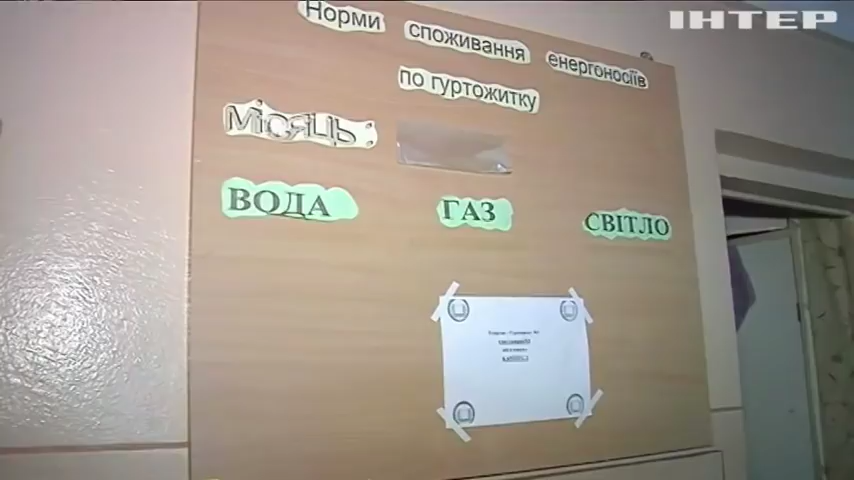 ІНТЕР
Норми споживання енергоносіїв
по гуртожитку
Місяць
ВОДА ГАЗ СВІТЛО